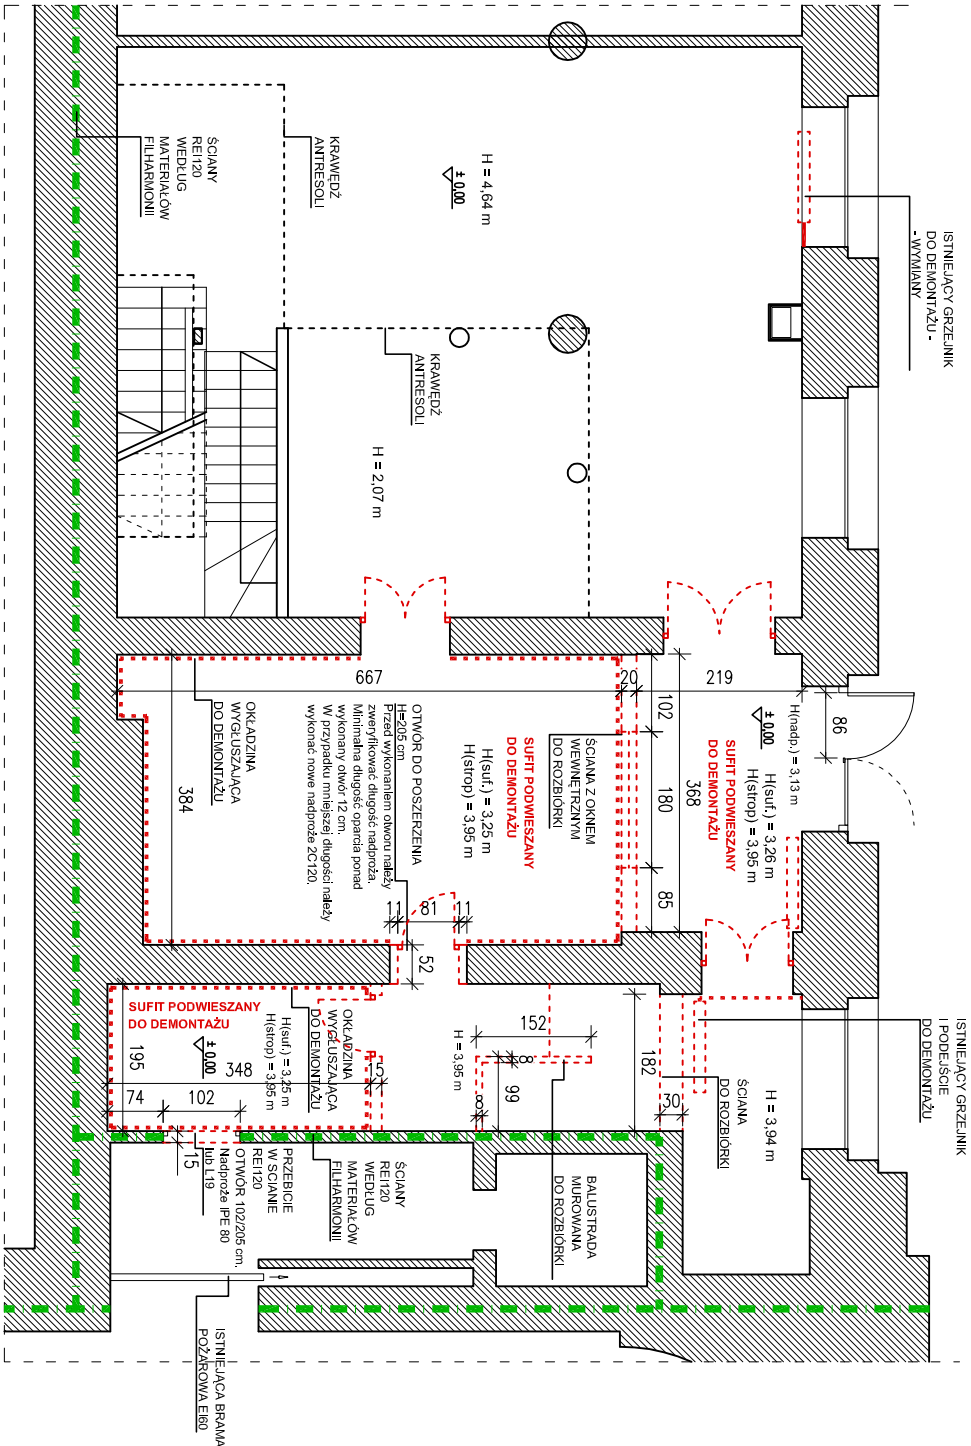 ISTNIEJĄCY GRZEJNIK
DO DEMONTAŻU -
- WYMIANY
H = 4,64 m
± 0,00
KRAWĘDŹ
ANTRESOLI
ŚCIANY
REI120
WEDŁUG
MATERIAŁÓW
FILHARMONII
KRAWĘDŹ
ANTRESOLI
H = 2,07 m
667
20
219
86
102
180
85
368
384
H(nadp.) = 3,13 m
± 0,00
H(suf.) = 3,26 m
H(strop) = 3,95 m
SUFIT PODWIESZANY
DO DEMONTAŻU
ŚCIANA Z OKNEM
WEWNĘTRZNYM
DO ROZBIÓRKI
SUFIT PODWIESZANY
DO DEMONTAŻU
H(suf.) = 3,25 m
H(strop) = 3,95 m
OTWÓR DO POSZERZENIA
H=205 cm
Przed wykonaniem otworu należy
zweryfikować długość nadproża.
Minimalna długość oparcia ponad
wykonany otwór 12 cm.
W przypadku mniejszej długości należy
wykonać nowe nadproże 2C120.
OKŁADZINA
WYGŁUSZAJĄCA
DO DEMONTAŻU
11
81
11
52
ISTNIEJĄCY GRZEJNIK
I PODEJŚCIE
DO DEMONTAŻU
H = 3,94 m
ŚCIANA
DO ROZBIÓRKI
182
30
152
8
99
8
H = 3,95 m
15
OKŁADZINA
WYGŁUSZAJĄCA
DO DEMONTAŻU
H(suf.) = 3,25 m
H(strop) = 3,95 m
SUFIT PODWIESZANY
DO DEMONTAŻU
± 0,00
195
348
74
102
15
BALUSTRADA
MUROWANA
DO ROZBIÓRKI
ŚCIANY
REI120
WEDŁUG
MATERIAŁÓW
FILHARMONII
PRZEBICIE
W ŚCIANIE
REI120
OTWÓR 102/205 cm.
Nadproże IPE 80
lub L19
ISTNIEJĄCA BRAMA
POŻAROWA EI60